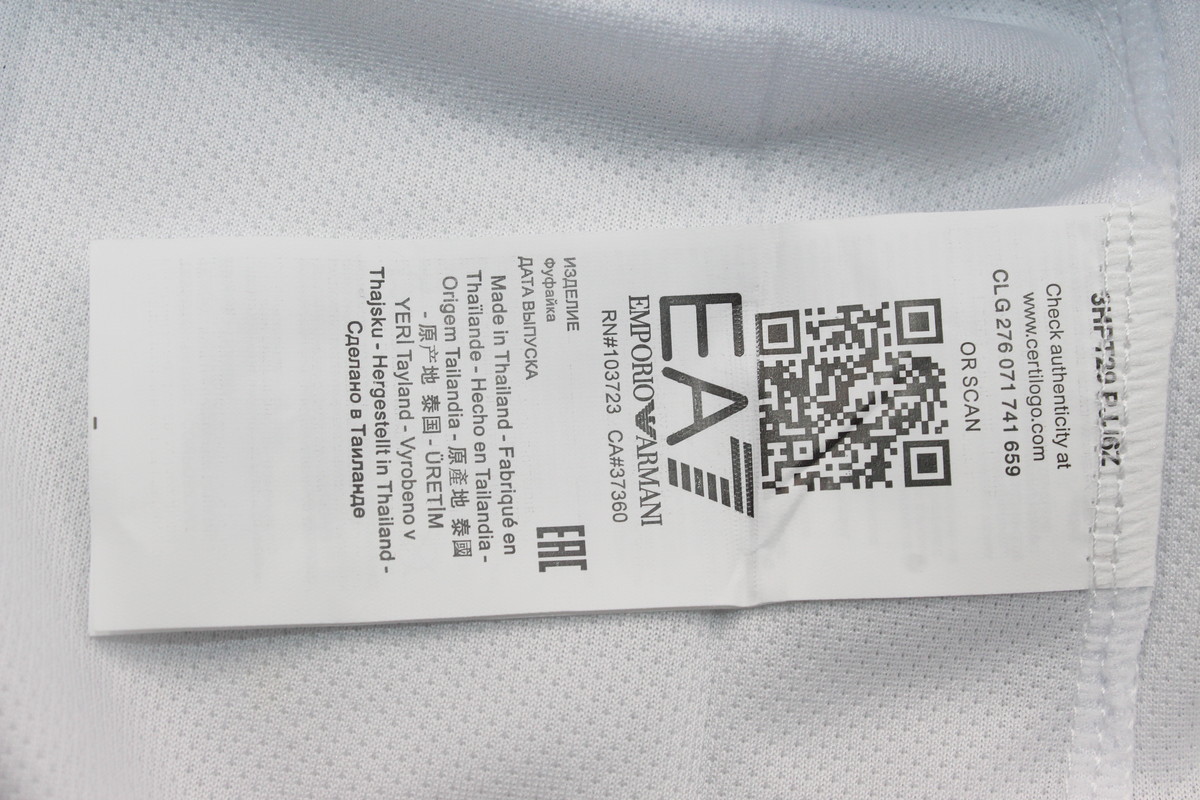 Check authenticity at
www.certilogo.com
CLG 276 071 741 659
OR SCAN
EA7
EMPORIO ARMANI
RN#103723 CA#37360
ИЗДЕЛИЕ
Фуфайка
ДАТА ВЫПУСКА
EAC
Made in Thailand - Fabriqué en
Thaïlande - Hecho en Tailandia -
Origem Tailandia - 原産地 泰國
- 原产地 泰国 - ÜRETİM
YERİ Tayland - Vyrobeno v
Thajsku - Hergestellt in Thailand -
Сделано в Таиланде